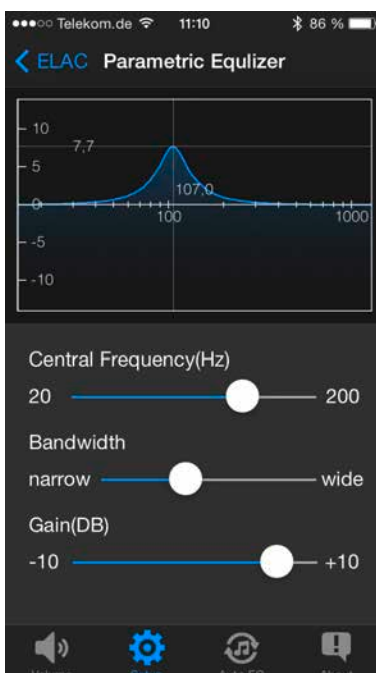 Telekom.de 11:10 86 %
ELAC Parametric Equlizer
10
7,7
5
107,0
0
100 1000
-5
-10
Central Frequency(Hz)
20 200
Bandwidth
narrow wide
Gain(DB)
-10 +10